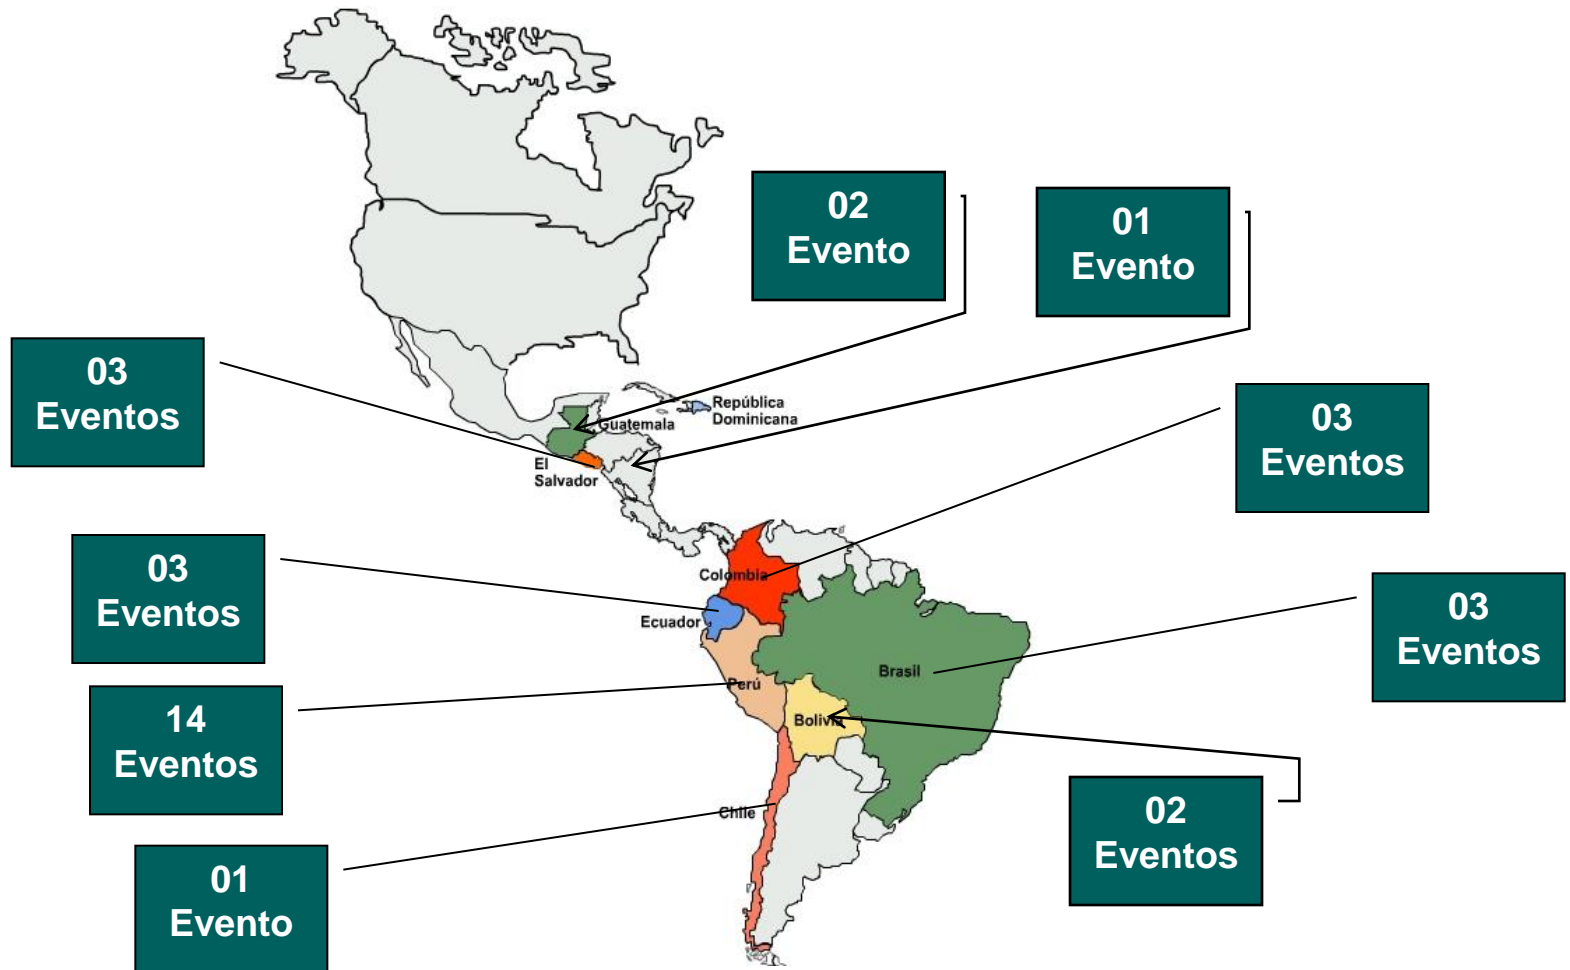 02
Evento
01
Evento
03
Eventos
República
Dominicana
Guatemala
03
Eventos
El
Salvador
03
Eventos
Colombia
Ecuador
03
Eventos
Brasil
Perú
14
Eventos
Bolivia
02
Eventos
Chile
01
Evento